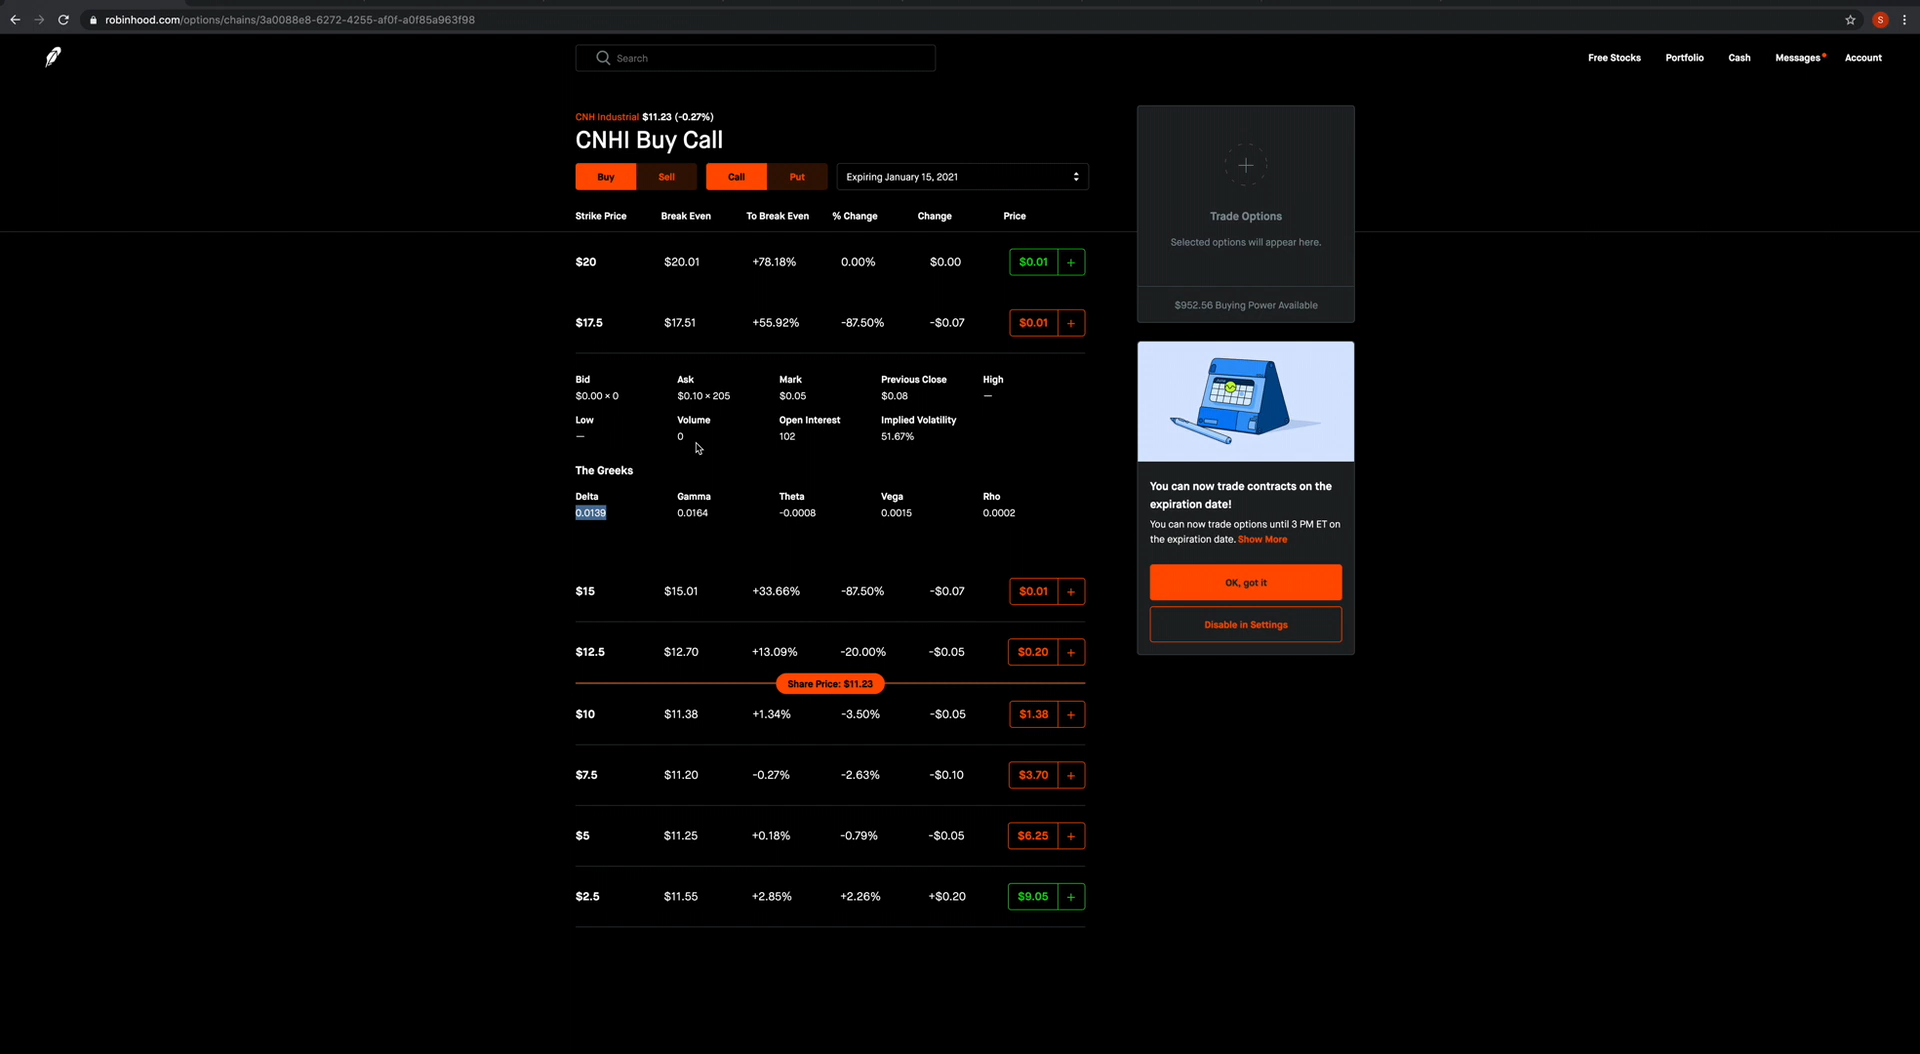 robinhood.com/options/chains/3a0088e8-6272-4255-af0f-a0f85a963f98
S
Search
Free Stocks Portfolio Cash Messages Account
CNH Industrial $11.23 (-0.27%)
CNHI Buy Call
Buy Sell Call Put Expiring January 15, 2021
Strike Price Break Even To Break Even % Change Change Price
$20 $20.01 +78.18% 0.00% $0.00 $0.01 +
$17.5 $17.51 +55.92% -87.50% -$0.07 $0.01 +
Bid Ask Mark Previous Close High
$0.00 × 0 $0.10 × 205 $0.05 $0.08 —
Low Volume Open Interest Implied Volatility
— 0 102 51.67%
The Greeks
Delta Gamma Theta Vega Rho
0.0139 0.0164 -0.0008 0.0015 0.0002
$15 $15.01 +33.66% -87.50% -$0.07 $0.01 +
$12.5 $12.70 +13.09% -20.00% -$0.05 $0.20 +
Share Price: $11.23
$10 $11.38 +1.34% -3.50% -$0.05 $1.38 +
$7.5 $11.20 -0.27% -2.63% -$0.10 $3.70 +
$5 $11.25 +0.18% -0.79% -$0.05 $6.25 +
$2.5 $11.55 +2.85% +2.26% +$0.20 $9.05 +
Trade Options
Selected options will appear here.
$952.56 Buying Power Available
You can now trade contracts on the
expiration date!
You can now trade options until 3 PM ET on
the expiration date. Show More
OK, got it
Disable in Settings